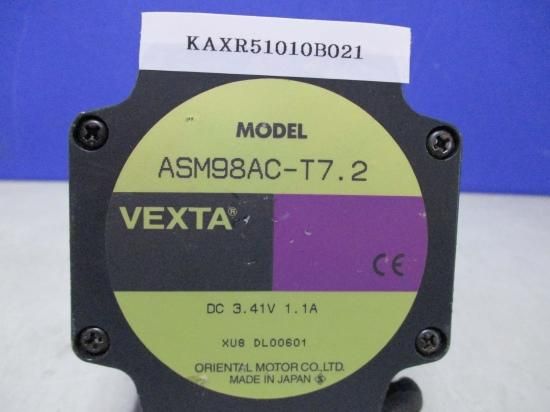 KAXR51010B021
MODEL
ASM98AC-T7.2
VEXTA®
CE
DC 3.41V 1.1A
XU8 DL00601
ORIENTAL MOTOR CO.,LTD.
MADE IN JAPAN Ⓢ